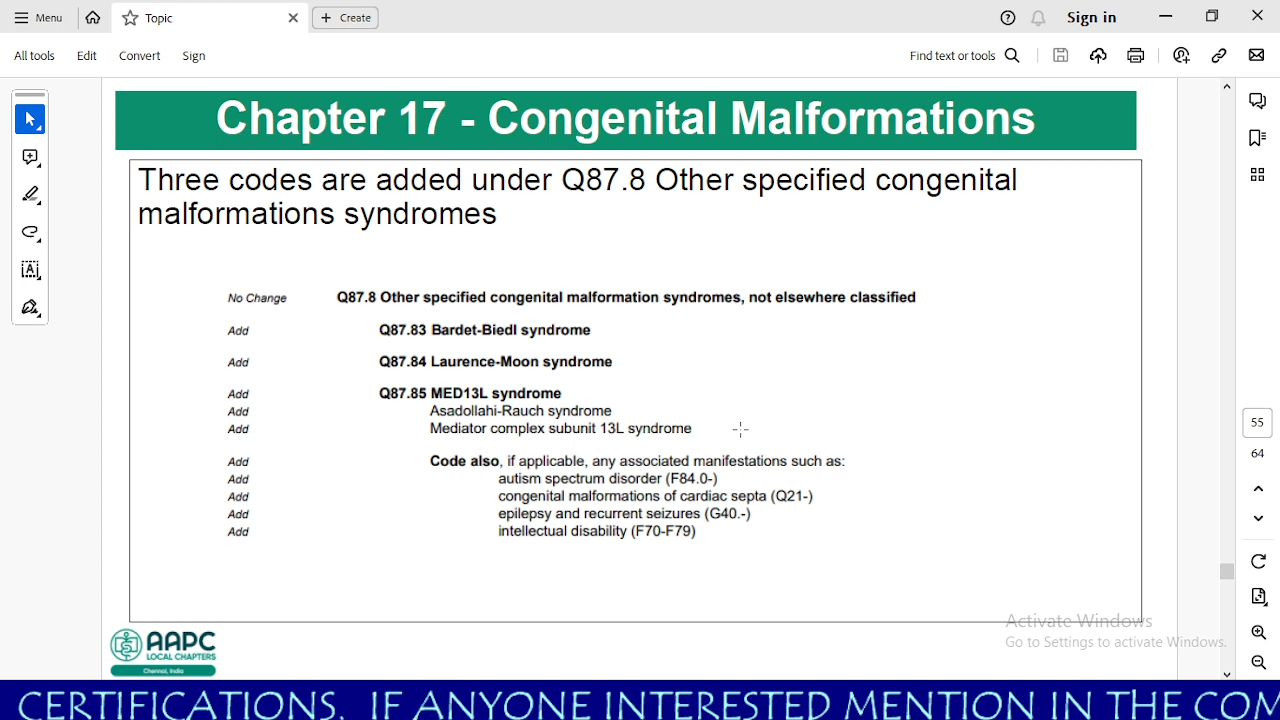 Menu
Topic
Create
Sign in
All tools
Edit
Convert
Sign
Find text or tools
Chapter 17 - Congenital Malformations
Three codes are added under Q87.8 Other specified congenital
malformations syndromes
No Change Q87.8 Other specified congenital malformation syndromes, not elsewhere classified
Add Q87.83 Bardet-Biedl syndrome
Add Q87.84 Laurence-Moon syndrome
Add Q87.85 MED13L syndrome
Add Asadollahi-Rauch syndrome
Add Mediator complex subunit 13L syndrome
Add Code also, if applicable, any associated manifestations such as:
Add autism spectrum disorder (F84.0-)
Add congenital malformations of cardiac septa (Q21-)
Add epilepsy and recurrent seizures (G40.-)
Add intellectual disability (F70-F79)
55
64
Activate Windows
Go to Settings to activate Windows.
AAPC
LOCAL CHAPTERS
Chennai, India
CERTIFICATIONS. IF ANYONE INTERESTED MENTION IN THE COM